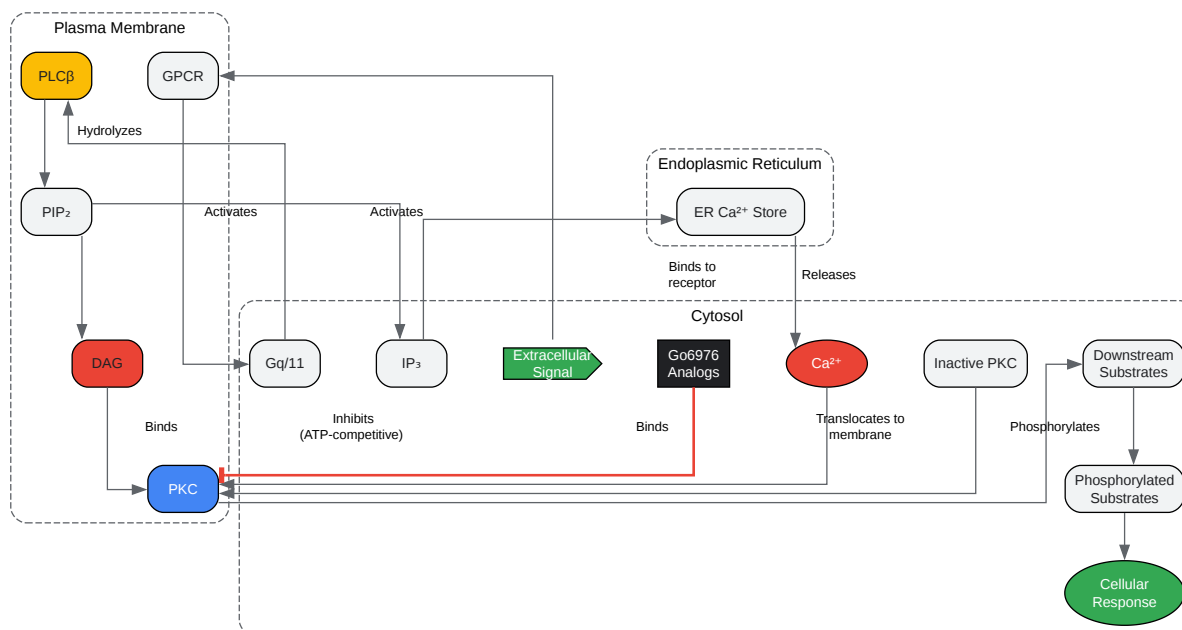 Plasma Membrane
PLCβ
GPCR
Hydrolyzes
Endoplasmic Reticulum
PIP₂
Activates
Activates
ER Ca²⁺ Store
Binds to
receptor
Releases
Cytosol
DAG
Gq/11
IP₃
Extracellular
Signal
Go6976
Analogs
Ca²⁺
Inactive PKC
Downstream
Substrates
Binds
Inhibits
(ATP-competitive)
Binds
Translocates to
membrane
Phosphorylates
PKC
Phosphorylated
Substrates
Cellular
Response